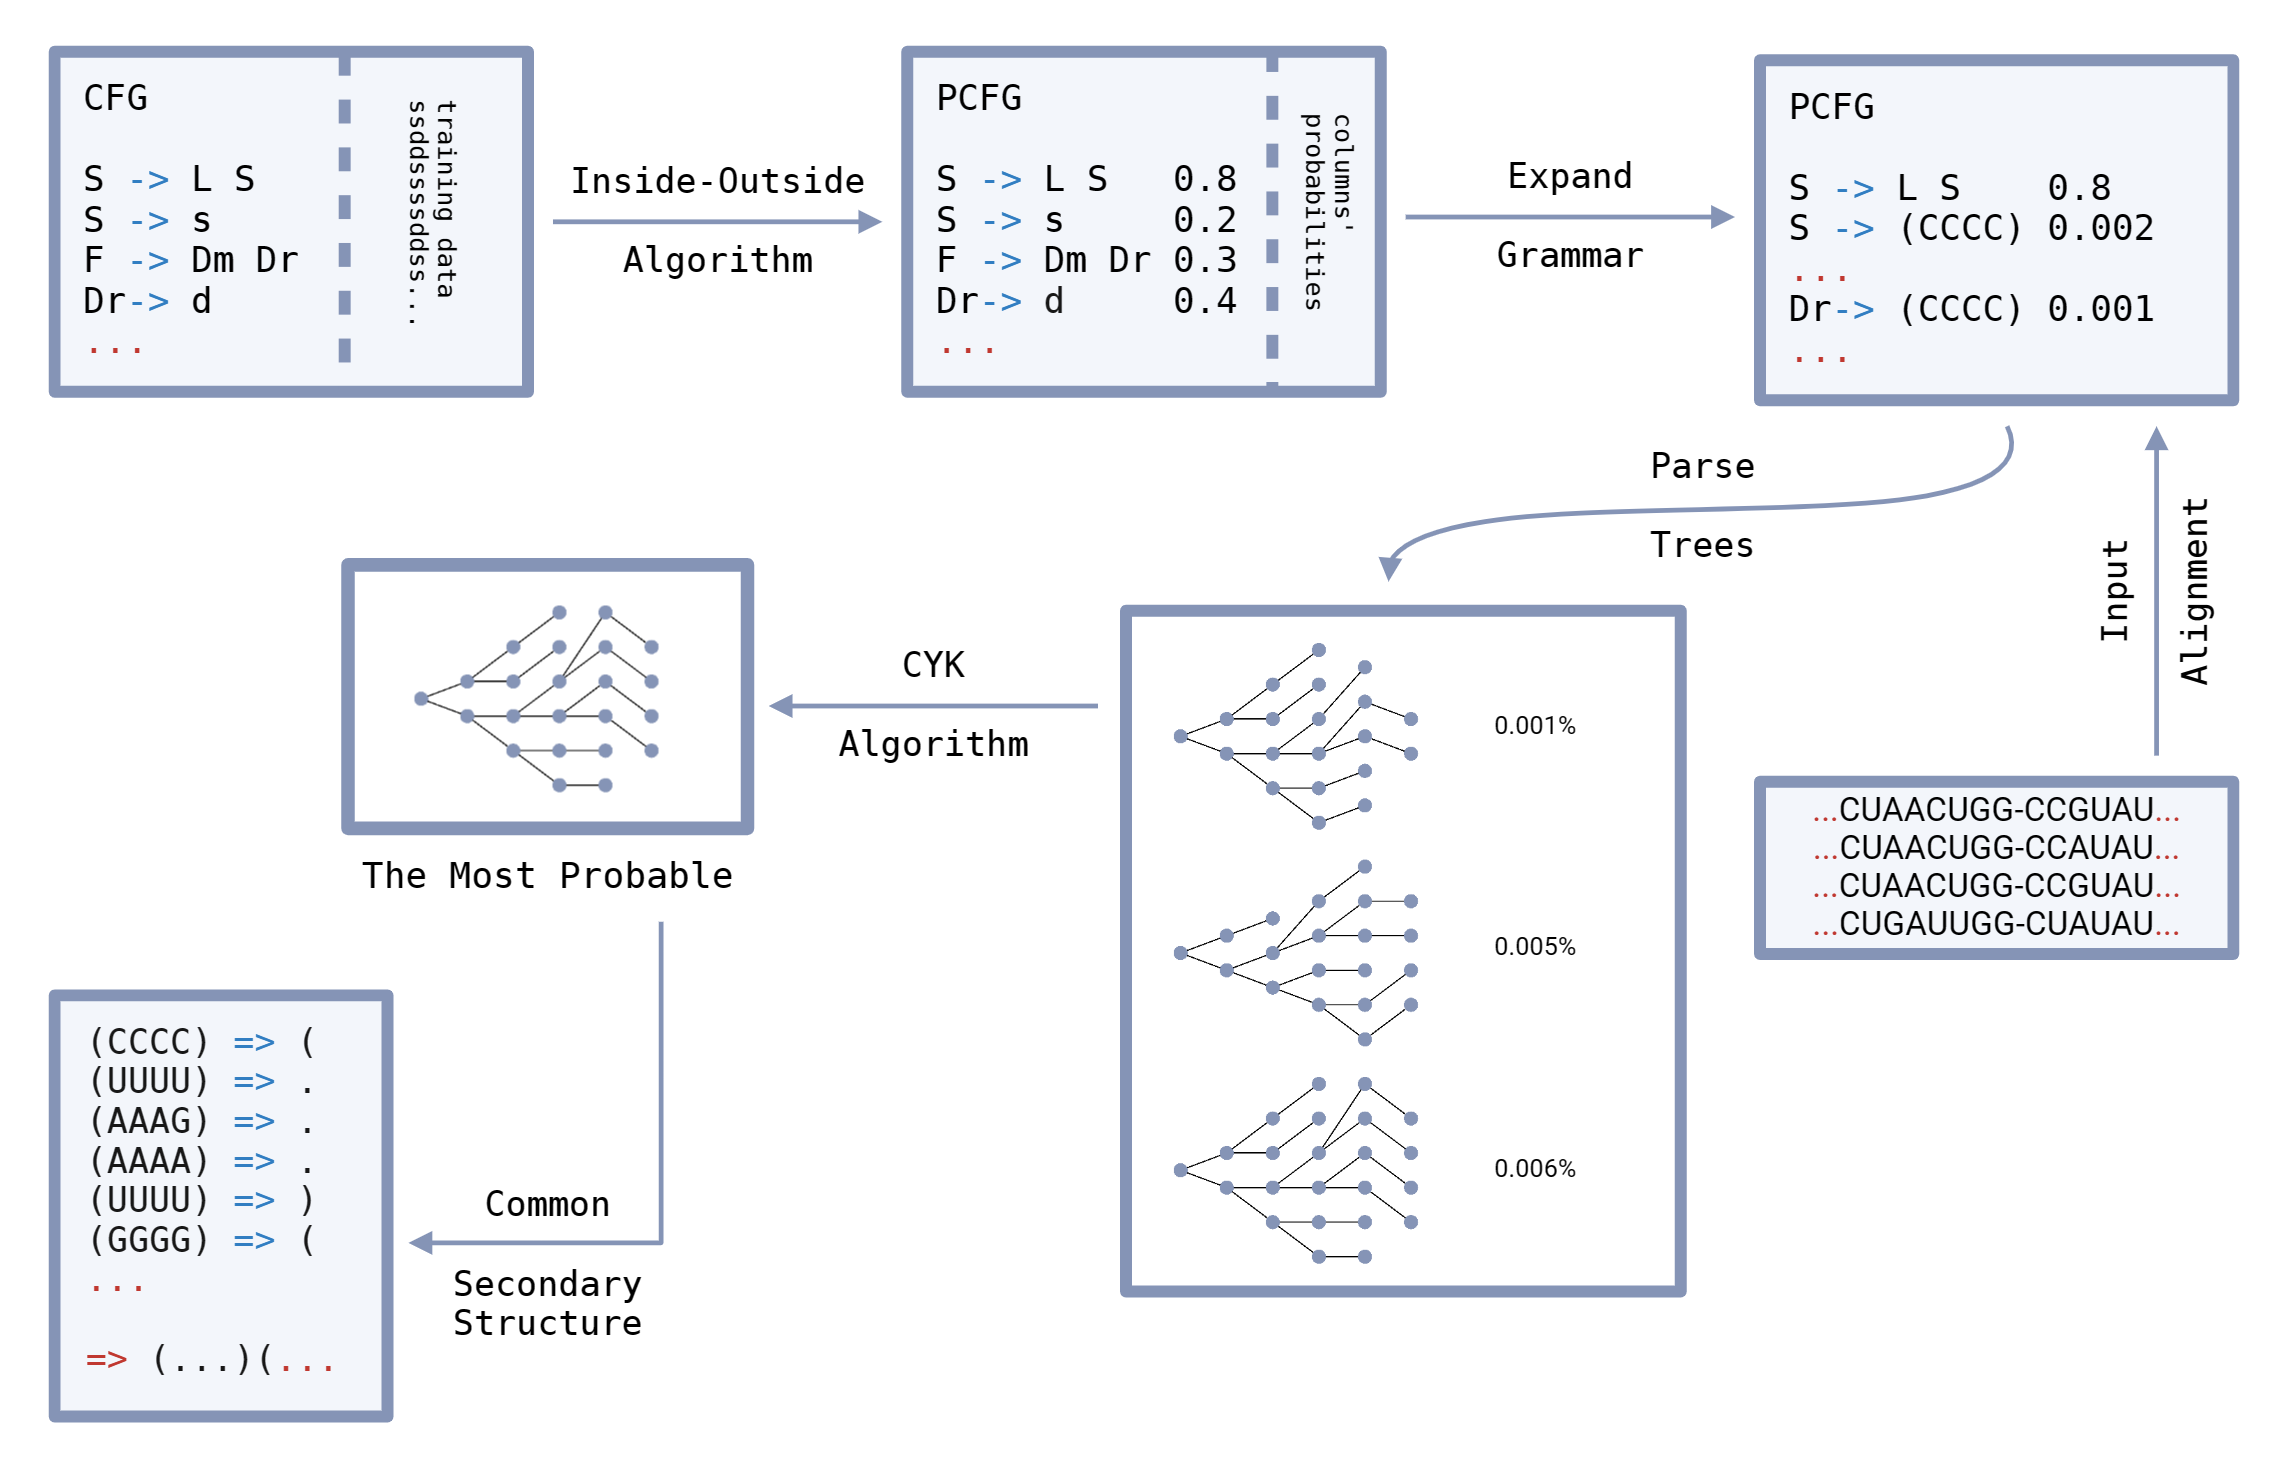 CFG
S -> L S
S -> s
F -> Dm Dr
Dr-> d
...
training data
ssddsssssddss...
Inside-Outside
Algorithm
PCFG
S -> L S 0.8
S -> s 0.2
F -> Dm Dr 0.3
Dr-> d 0.4
...
columns'
probabilities
Expand
Grammar
PCFG
S -> L S 0.8
S -> (CCCC) 0.002
...
Dr-> (CCCC) 0.001
...
Parse
Trees
Input
Alignment
...CUAACUGG-CCGUAU...
...CUAACUGG-CCAUAU...
...CUAACUGG-CCGUAU...
...CUGAUUGG-CUAUAU...
0.001%
0.005%
0.006%
CYK
Algorithm
The Most Probable
Common
Secondary
Structure
(CCCC) => (
(UUUU) => .
(AAAG) => .
(AAAA) => .
(UUUU) => )
(GGGG) => (
...
=> (...)(...